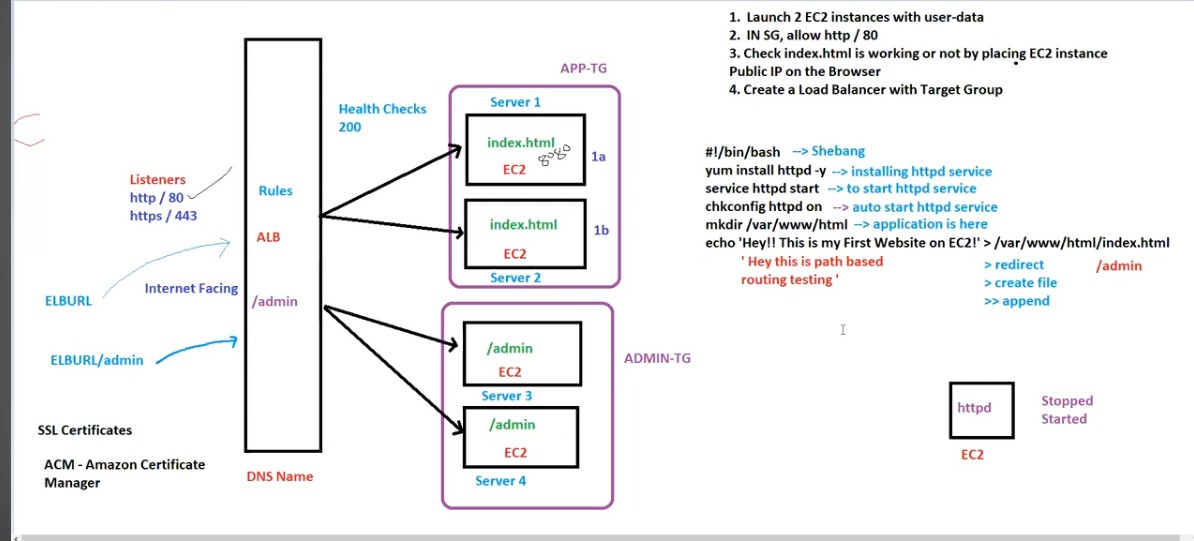 1. Launch 2 EC2 instances with user-data
2. IN SG, allow http / 80
3. Check index.html is working or not by placing EC2 instance
Public IP on the Browser
4. Create a Load Balancer with Target Group
APP-TG
Server 1
Health Checks
200
index.html
8080
EC2
1a
Listeners
http / 80
https / 443
Rules
ALB
index.html
1b
EC2
Server 2
Internet Facing
ELBURL
/admin
ELBURL/admin
/admin
EC2
Server 3
/admin
EC2
Server 4
ADMIN-TG
SSL Certificates
ACM - Amazon Certificate
Manager
DNS Name
#!/bin/bash --> Shebang
yum install httpd -y --> installing httpd service
service httpd start --> to start httpd service
chkconfig httpd on --> auto start httpd service
mkdir /var/www/html --> application is here
echo 'Hey!! This is my First Website on EC2!' > /var/www/html/index.html
' Hey this is path based
routing testing '
> redirect
/admin
> create file
>> append
httpd
Stopped
Started
EC2